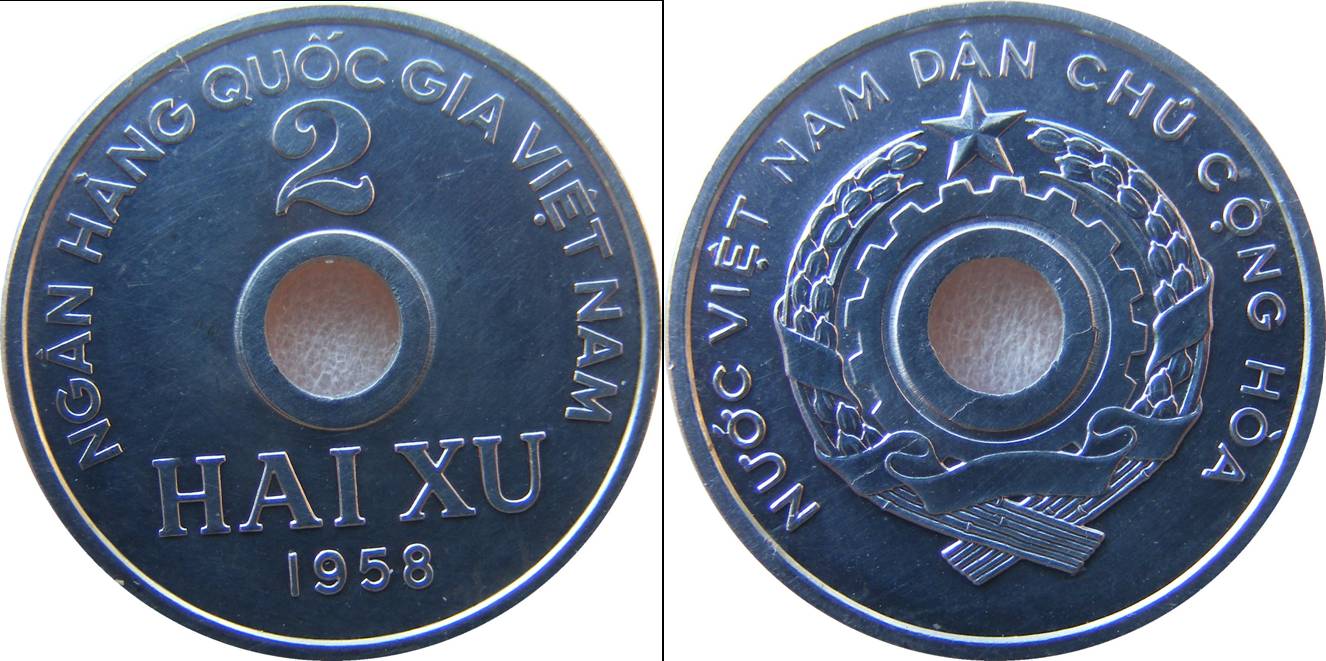 NGÂN HÀNG QUỐC GIA VIỆT NAM
2
HAI XU
1958
NƯỚC VIỆT NAM DÂN CHỦ CỘNG HÒA